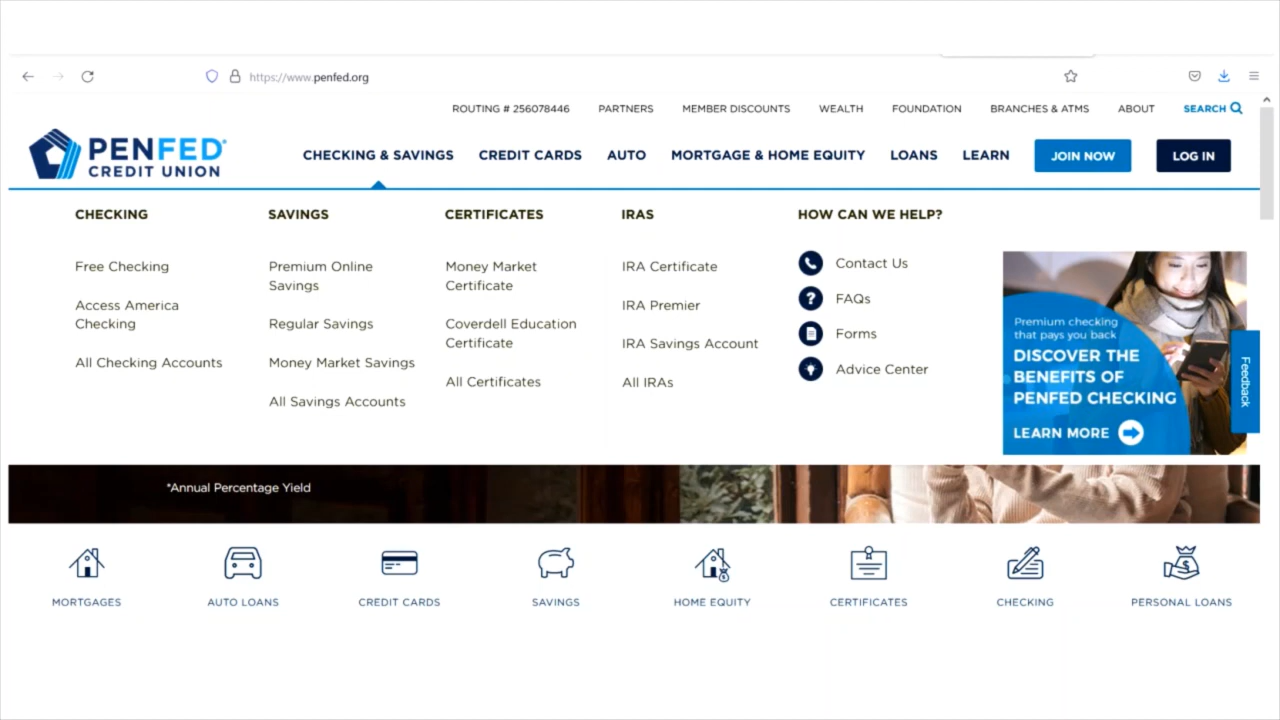 https://www.penfed.org
ROUTING # 256078446 PARTNERS MEMBER DISCOUNTS WEALTH FOUNDATION BRANCHES & ATMS ABOUT SEARCH
PENFED®
CREDIT UNION
CHECKING & SAVINGS CREDIT CARDS AUTO MORTGAGE & HOME EQUITY LOANS LEARN JOIN NOW LOG IN
CHECKING
Free Checking
Access America
Checking
All Checking Accounts
SAVINGS
Premium Online
Savings
Regular Savings
Money Market Savings
All Savings Accounts
CERTIFICATES
Money Market
Certificate
Coverdell Education
Certificate
All Certificates
IRAS
IRA Certificate
IRA Premier
IRA Savings Account
All IRAs
HOW CAN WE HELP?
Contact Us
FAQs
Forms
Advice Center
Premium checking
that pays you back
DISCOVER THE
BENEFITS OF
PENFED CHECKING
LEARN MORE
Feedback
*Annual Percentage Yield
MORTGAGES AUTO LOANS CREDIT CARDS SAVINGS HOME EQUITY CERTIFICATES CHECKING PERSONAL LOANS